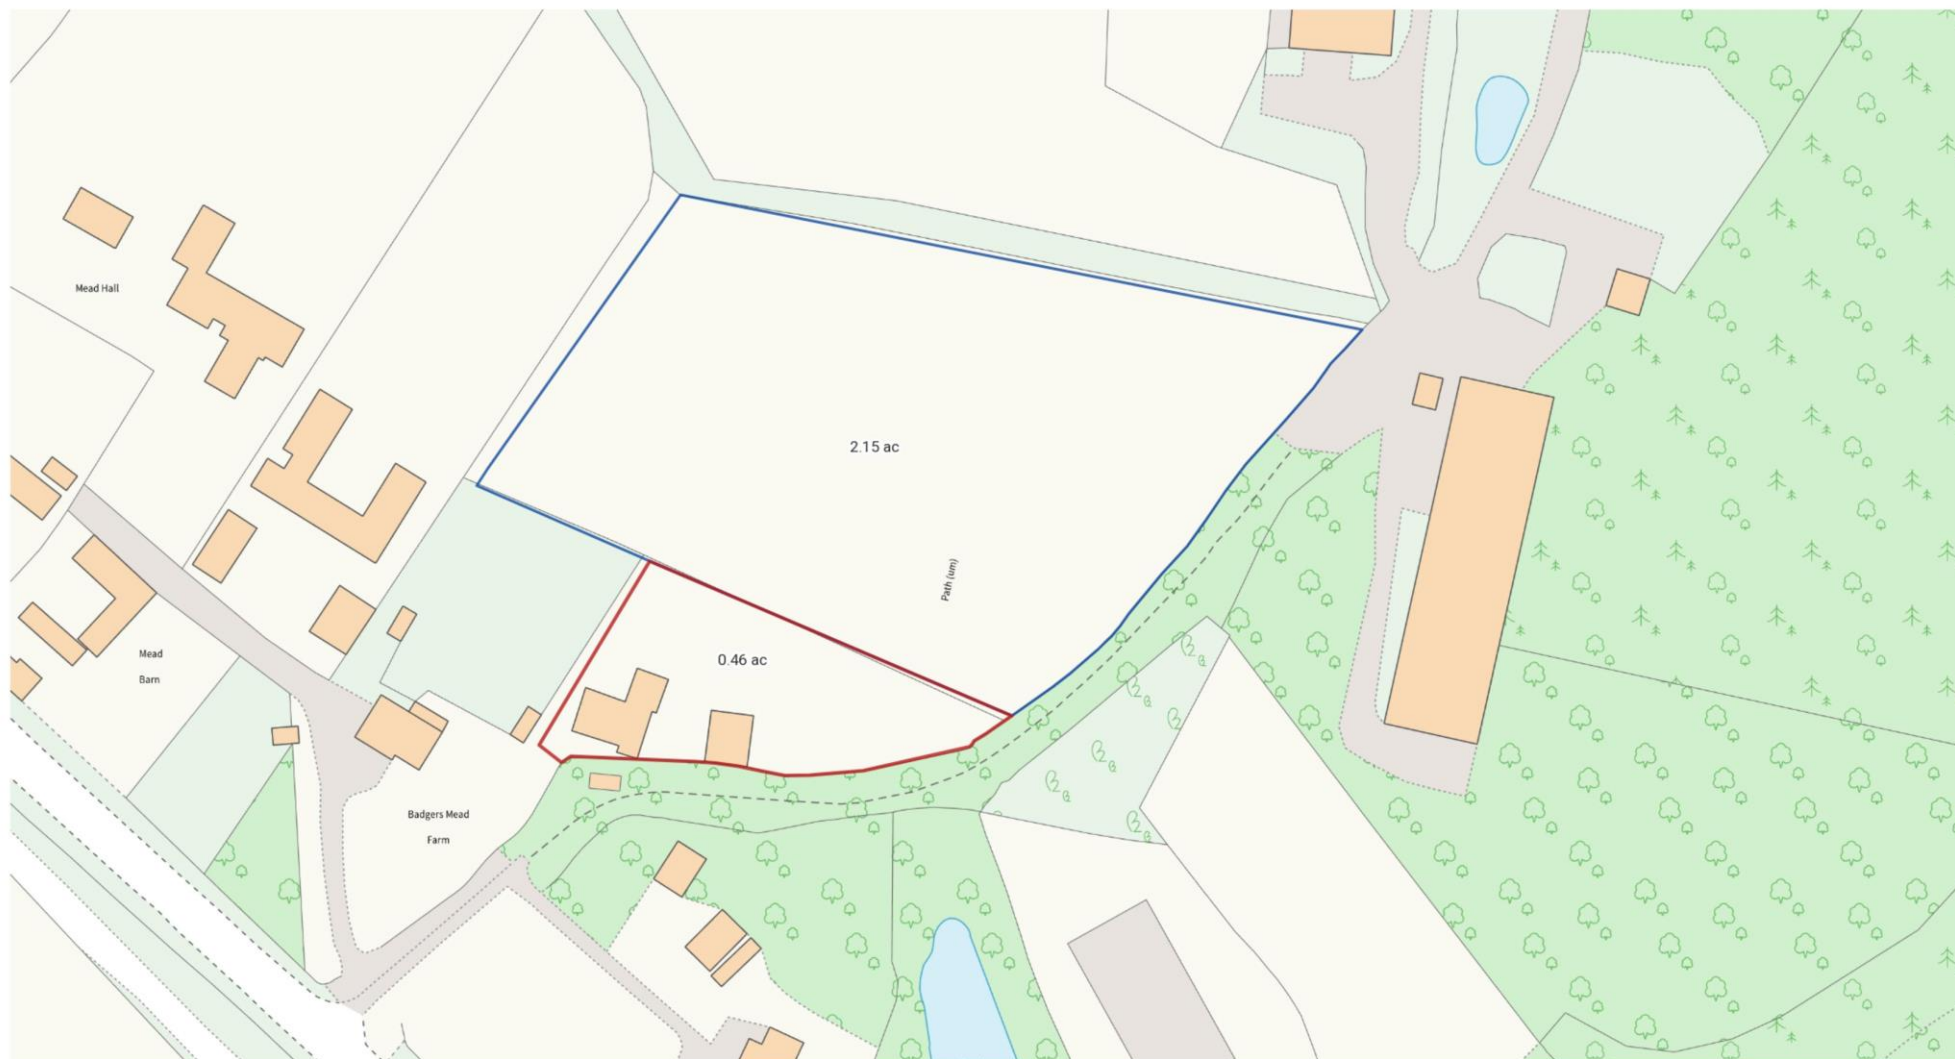 Mead Hall
2.15 ac
Path (um)
Mead
Barn
0.46 ac
Badgers Mead
Farm